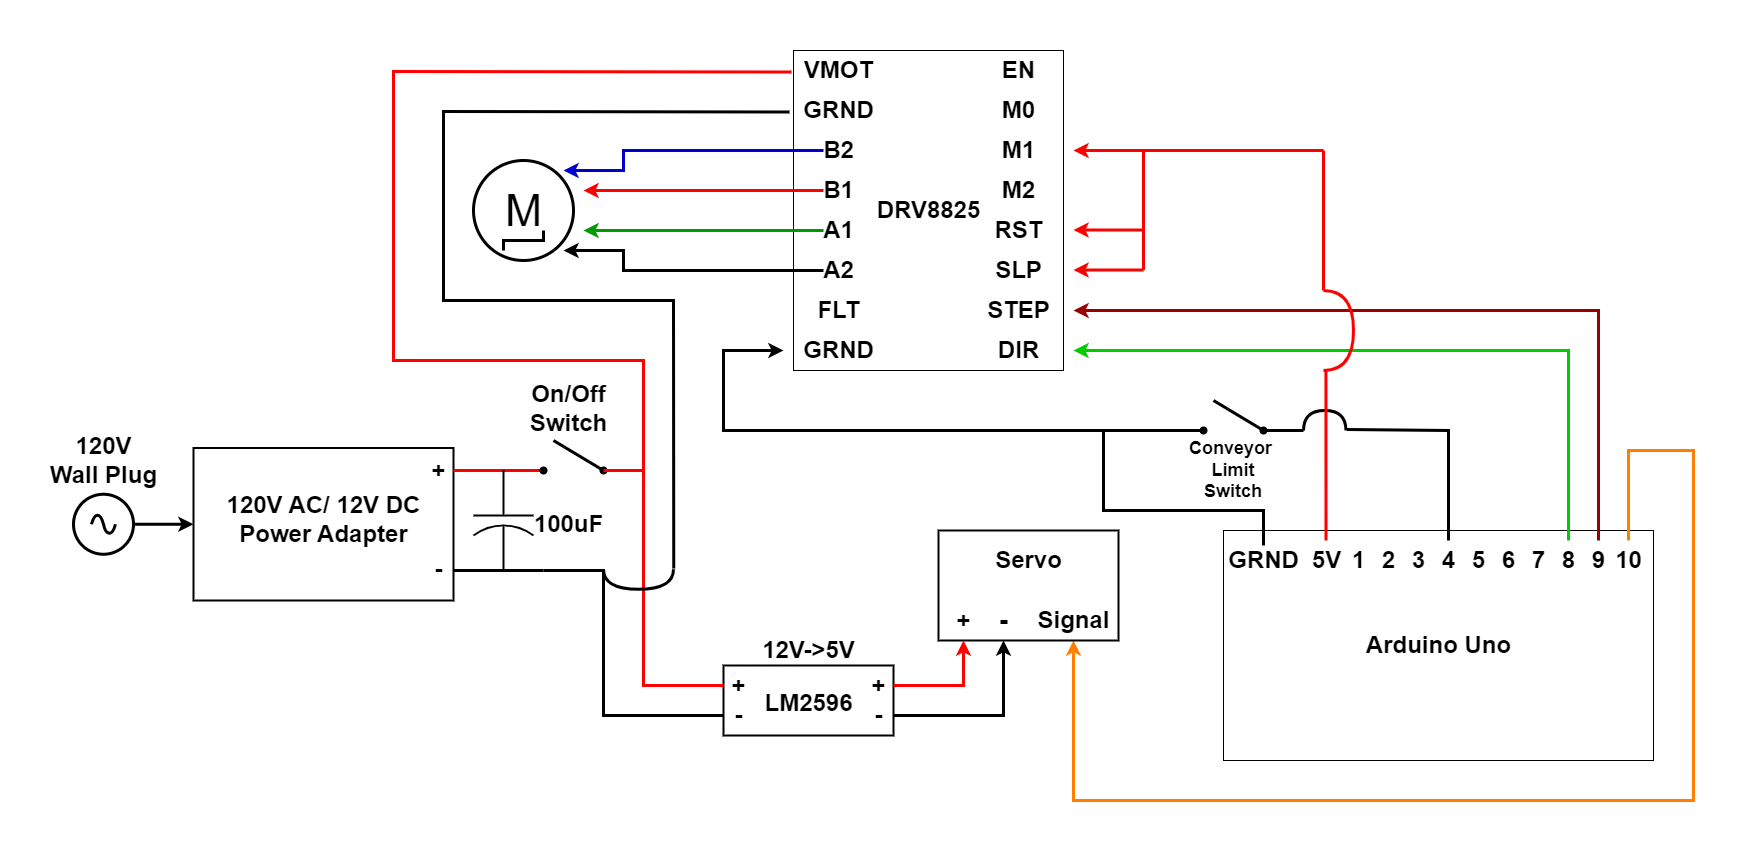 VMOT
GRND
B2
B1
A1
A2
FLT
GRND
DRV8825
EN
M0
M1
M2
RST
SLP
STEP
DIR
M
On/Off
Switch
120V
Wall Plug
+
120V AC/ 12V DC
Power Adapter
-
100uF
Conveyor
Limit
Switch
Servo
+ - Signal
12V->5V
+ +
LM2596
- -
GRND 5V 1 2 3 4 5 6 7 8 9 10
Arduino Uno